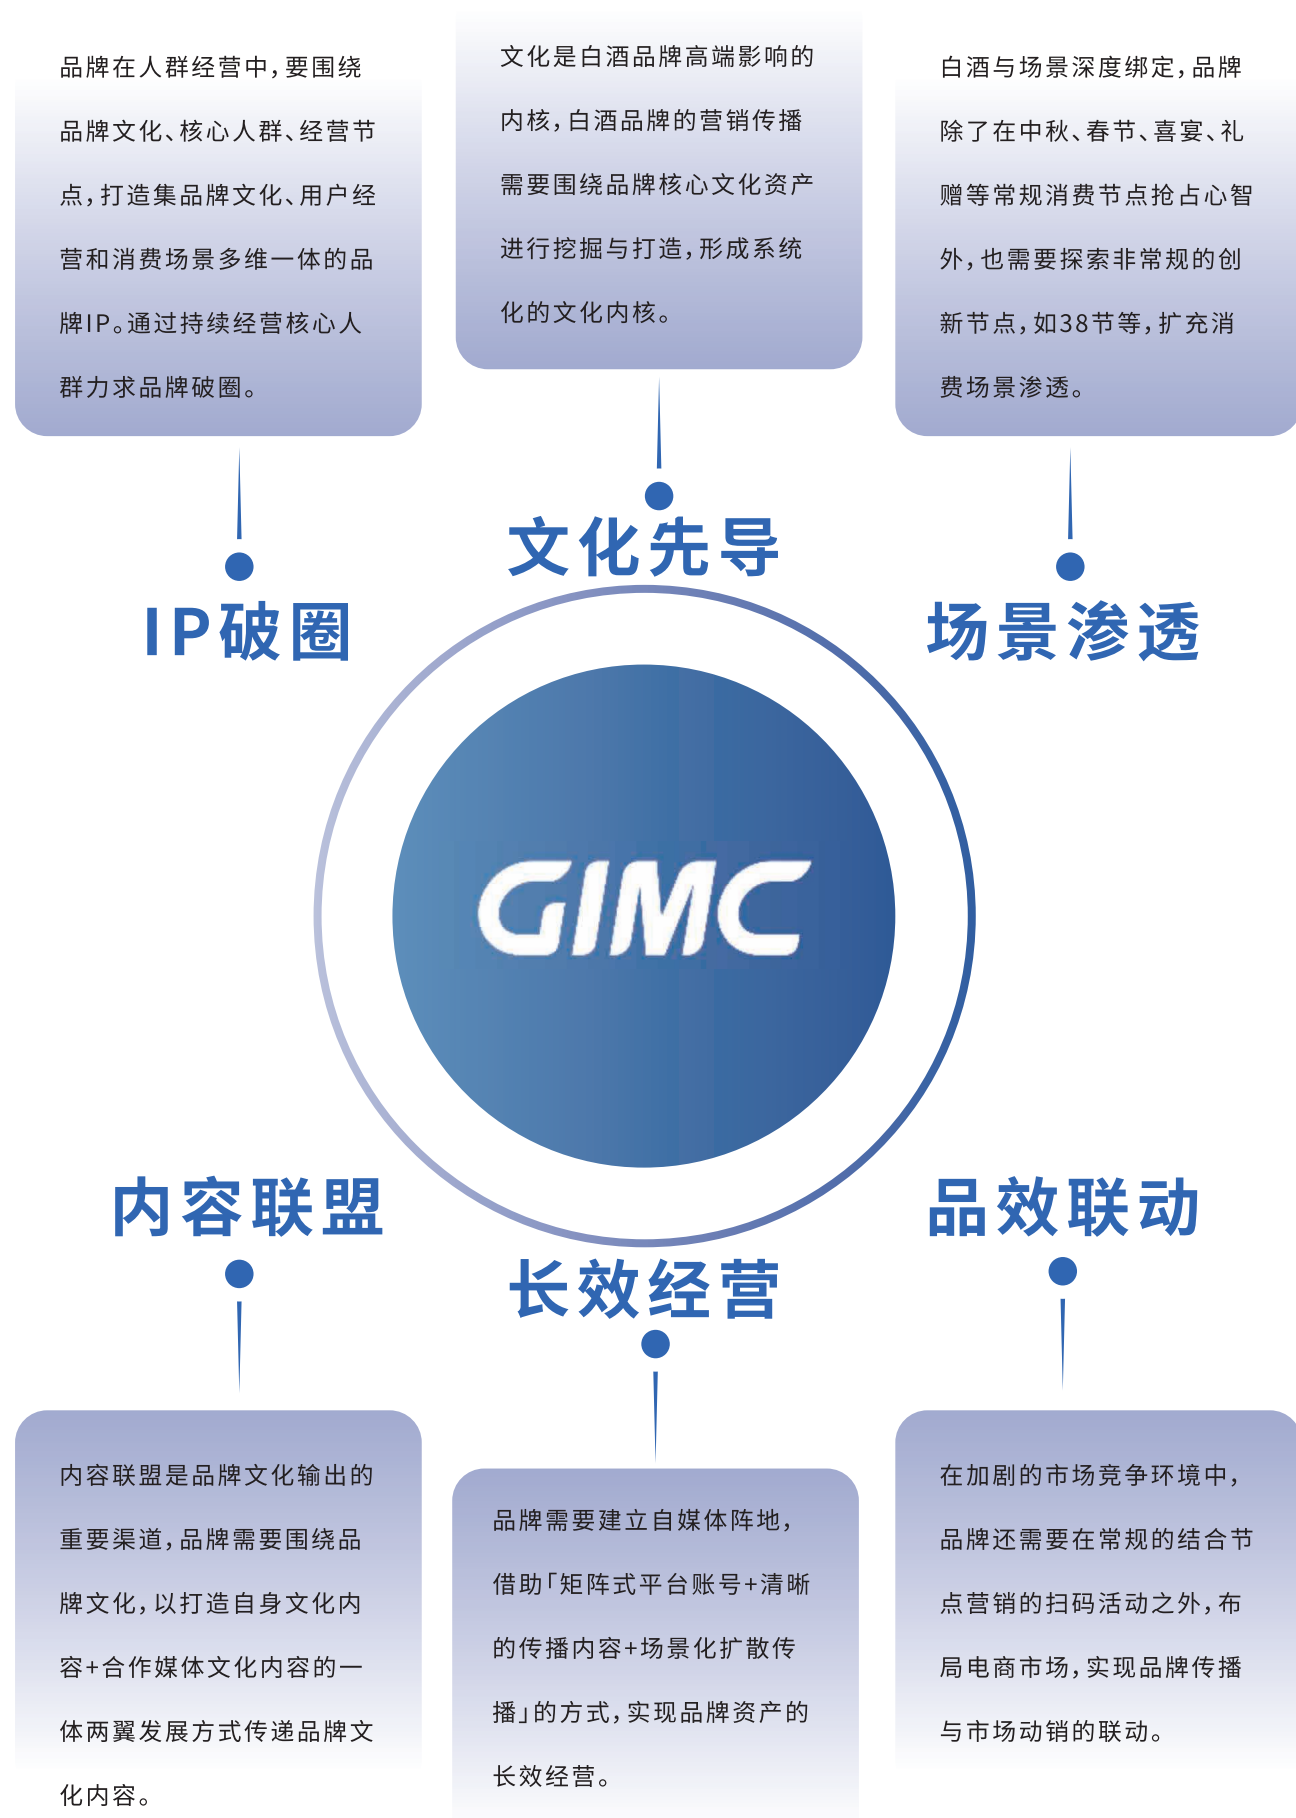 品牌在人群经营中，要围绕
品牌文化、核心人群、经营节
点，打造集品牌文化、用户经
营和消费场景多维一体的品
牌IP。通过持续经营核心人
群力求品牌破圈。
IP破圈
文化是白酒品牌高端影响的
内核，白酒品牌的营销传播
需要围绕品牌核心文化资产
进行挖掘与打造，形成系统
化的文化内核。
文化先导
白酒与场景深度绑定，品牌
除了在中秋、春节、喜宴、礼
赠等常规消费节点抢占心智
外，也需要探索非常规的创
新节点，如38节等，扩充消
费场景渗透。
场景渗透
GIMC
内容联盟
内容联盟是品牌文化输出的
重要渠道，品牌需要围绕品
牌文化，以打造自身文化内
容+合作媒体文化内容的一
体两翼发展方式传递品牌文
化内容。
长效经营
品牌需要建立自媒体阵地，
借助「矩阵式平台账号+清晰
的传播内容+场景化扩散传
播」的方式，实现品牌资产的
长效经营。
品效联动
在加剧的市场竞争环境中，
品牌还需要在常规的结合节
点营销的扫码活动之外，布
局电商市场，实现品牌传播
与市场动销的联动。